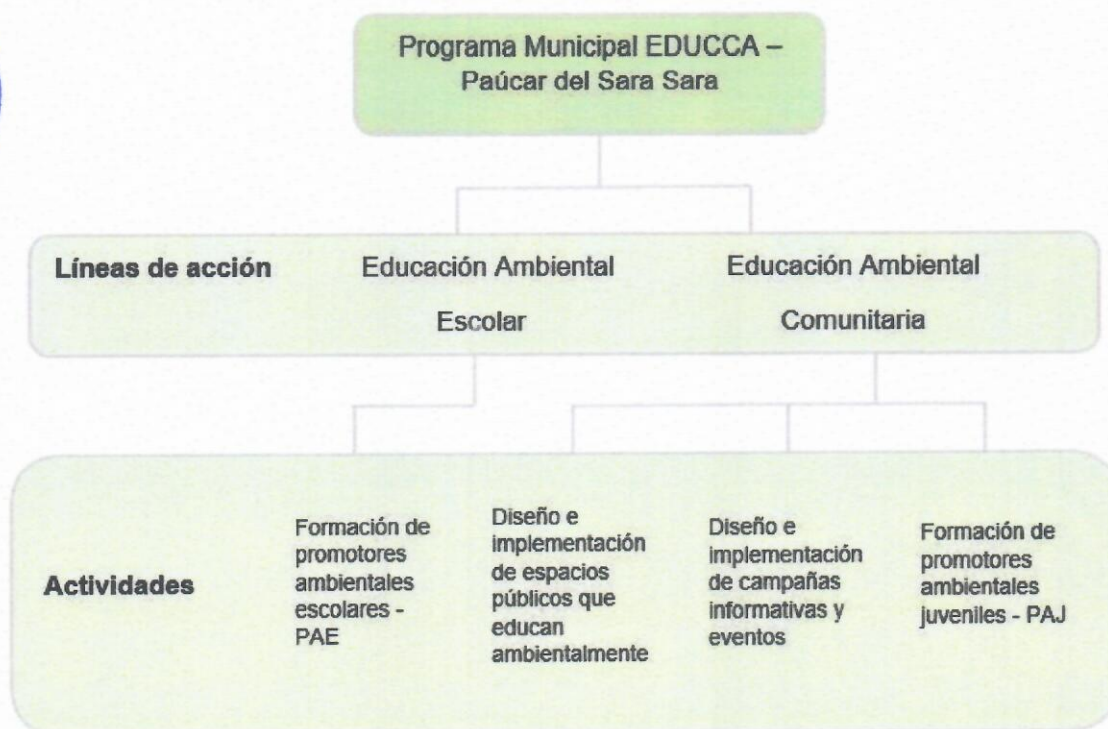 Programa Municipal EDUCCA –
Paúcar del Sara Sara
Líneas de acción
Educación Ambiental
Escolar
Educación Ambiental
Comunitaria
Actividades
Formación de
promotores
ambientales
escolares -
PAE
Diseño e
implementación
de espacios
públicos que
educan
ambientalmente
Diseño e
implementación
de campañas
informativas y
eventos
Formación de
promotores
ambientales
juveniles - PAJ